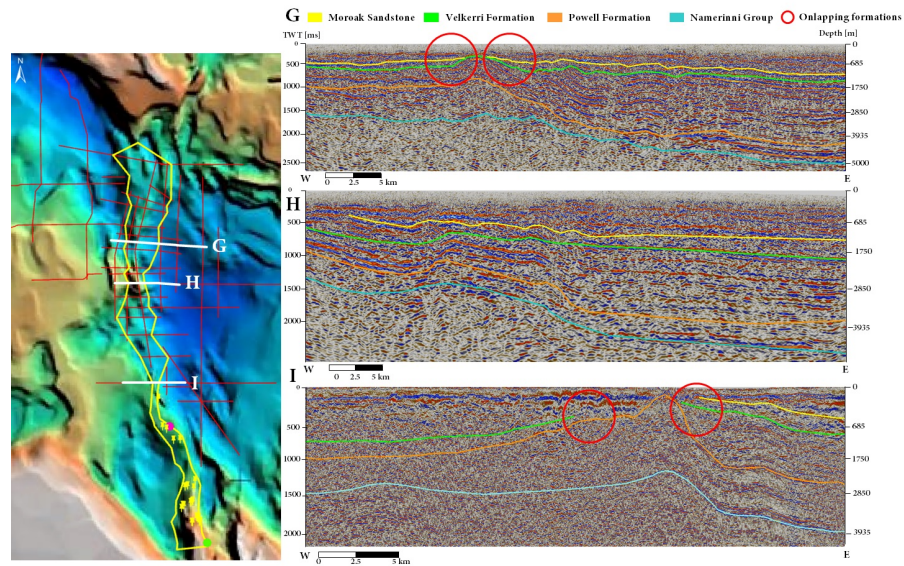 G Moroak Sandstone Velkerri Formation Powell Formation Namerinni Group Onlapping formations
TWT [ms] Depth [m]
0 0
500 685
1000 1750
1500 2850
2000 3935
2500 5000
W E
0 2.5 5 km
H
0 0
500 685
1000 1750
1500 2850
2000 3935
W E
0 2.5 5 km
I
0 0
500 685
1000 1750
1500 2850
2000 3935
W E
0 2.5 5 km
N
G
H
I